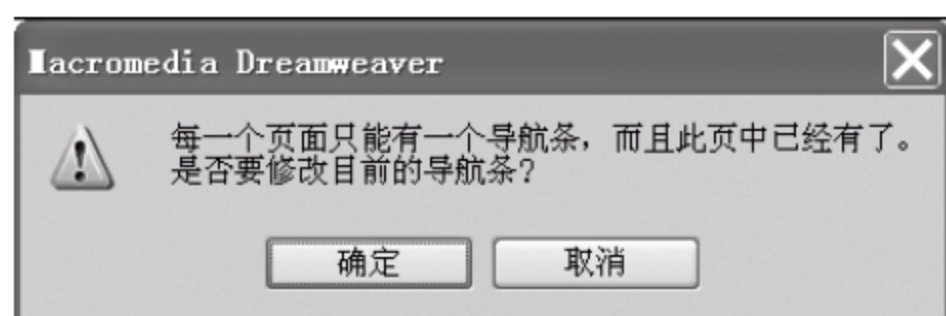 Macromedia Dreamweaver
每一个页面只能有一个导航条，而且此页中已经有了。
是否要修改目前的导航条？
确定 取消